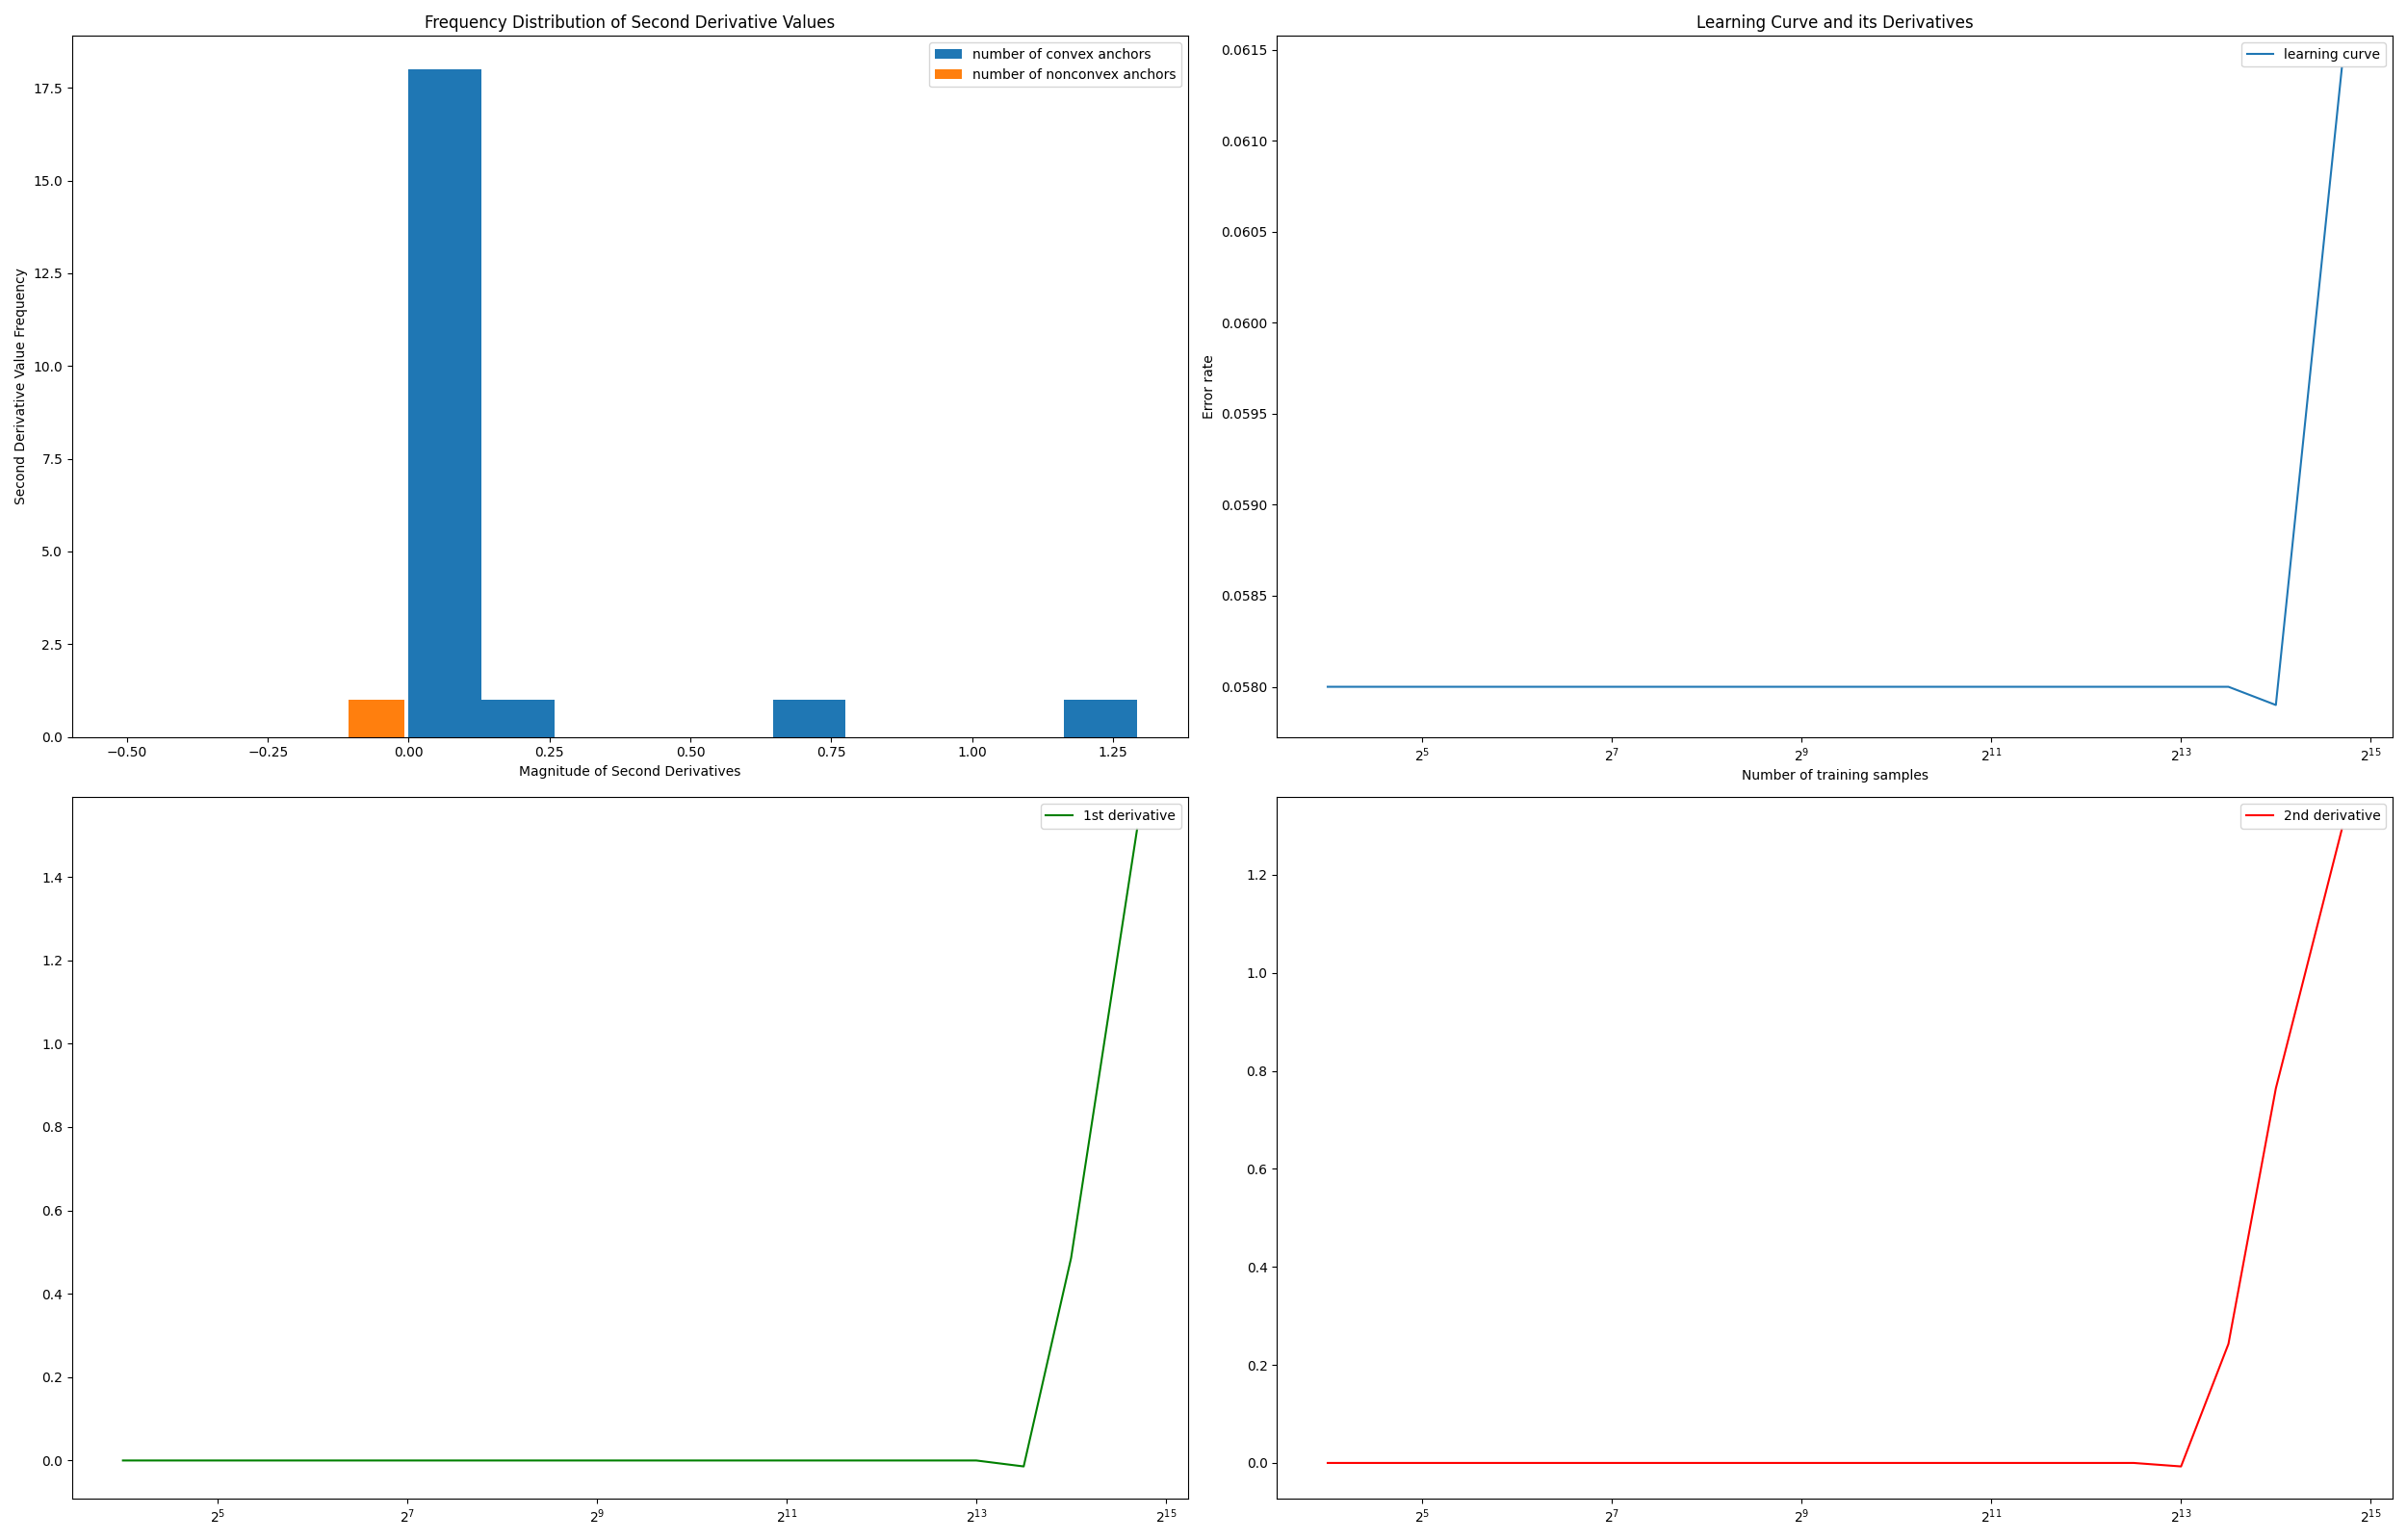 Frequency Distribution of Second Derivative Values
number of convex anchors
number of nonconvex anchors
Second Derivative Value Frequency
17.5
15.0
12.5
10.0
7.5
5.0
2.5
0.0
−0.50 −0.25 0.00 0.25 0.50 0.75 1.00 1.25
Magnitude of Second Derivatives
Learning Curve and its Derivatives
learning curve
Error rate
0.0615
0.0610
0.0605
0.0600
0.0595
0.0590
0.0585
0.0580
2^5 2^7 2^9 2^11 2^13 2^15
Number of training samples
1st derivative
1.4
1.2
1.0
0.8
0.6
0.4
0.2
0.0
2^5 2^7 2^9 2^11 2^13 2^15
2nd derivative
1.2
1.0
0.8
0.6
0.4
0.2
0.0
2^5 2^7 2^9 2^11 2^13 2^15